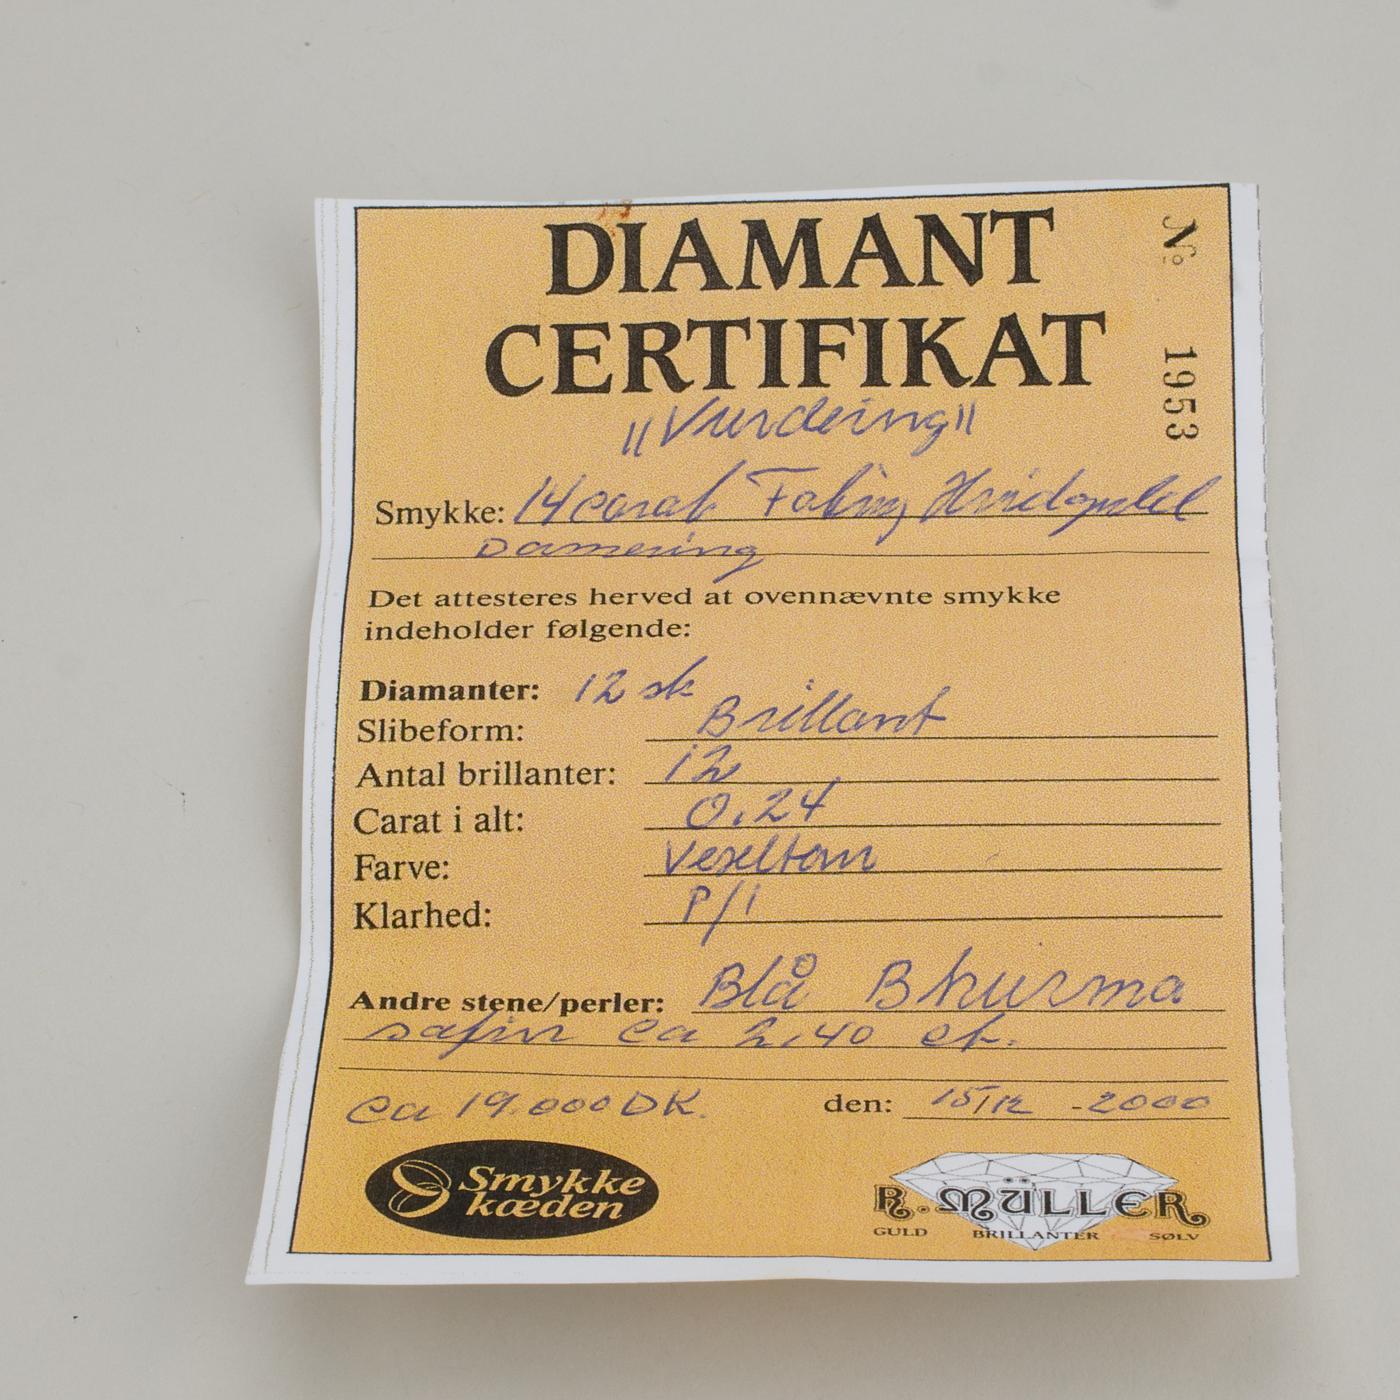 DIAMANT
CERTIFIKAT
№ 1953
"Vurdering"
Smykke: 14 carat Hvidguld
Damering
Det attesteres herved at ovennævnte smykke
indeholder følgende:
Diamanter: 12 stk
Slibeform: Brillant
Antal brillanter: 12
Carat i alt: 0.24
Farve:
Klarhed: P/1
Andre stene/perler: Blå Bhurma
safir ca 2,40 ct.
ca 19.000 DK. den: 15/12 - 2000
Smykke
kæden
R. MÜLLER
GULD BRILLANTER SØLV